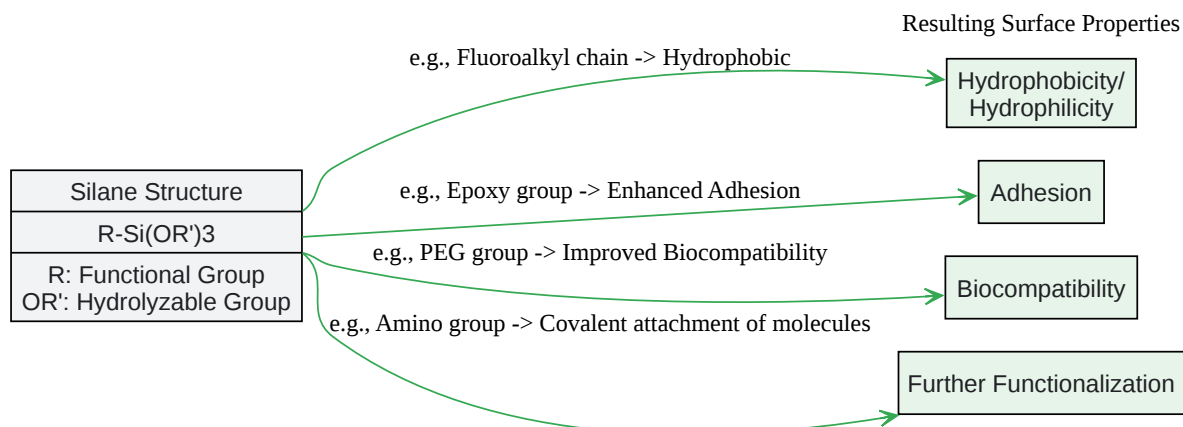 Resulting Surface Properties
e.g., Fluoroalkyl chain -> Hydrophobic
Hydrophobicity/
Hydrophilicity
Silane Structure
R-Si(OR')3
R: Functional Group
OR': Hydrolyzable Group
e.g., Epoxy group -> Enhanced Adhesion
Adhesion
e.g., PEG group -> Improved Biocompatibility
Biocompatibility
e.g., Amino group -> Covalent attachment of molecules
Further Functionalization